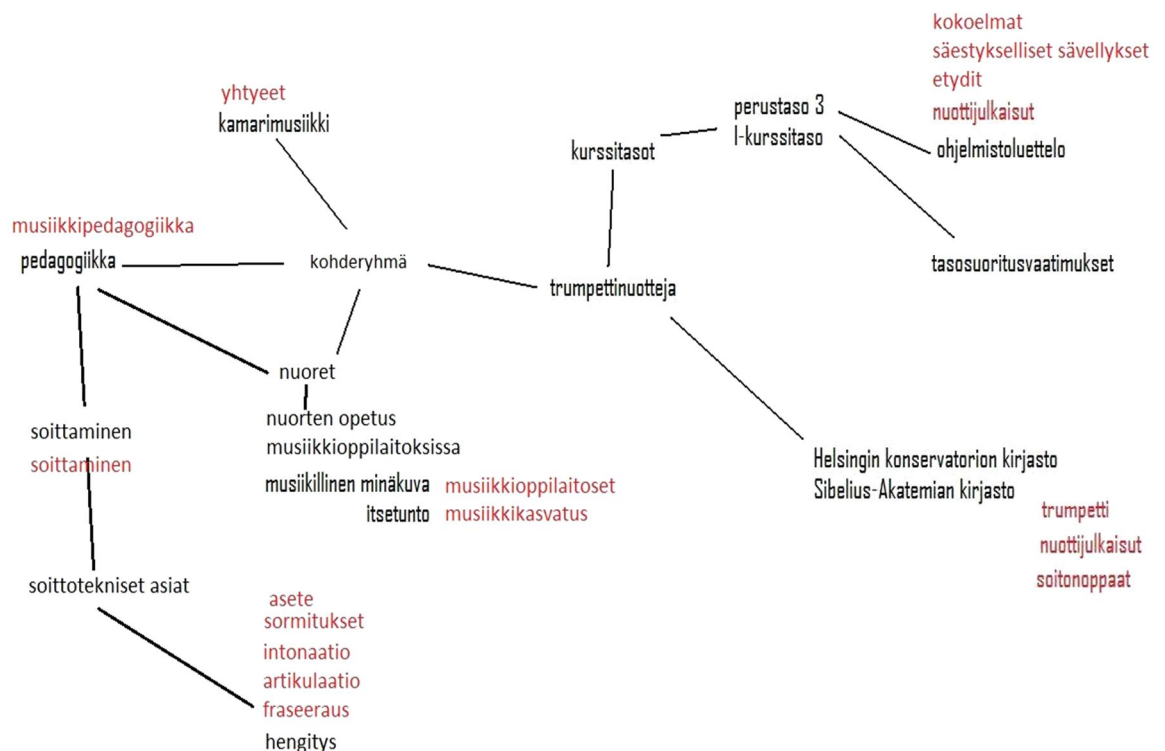 kokoelmat
säestykselliset sävellykset
etydit
nuottijulkaisut
ohjelmistoluettelo
yhtyeet
kamarimusiikki
perustaso 3
I-kurssitaso
kurssitasot
musiikkipedagogiikka
pedagogiikka
kohderyhmä
trumpettinuotteja
tasosuoritusvaatimukset
nuoret
nuorten opetus
musiikkioppilaitoksissa
musiikillinen minäkuva
itsetunto
musiikkioppilaitoset
musiikkikasvatus
soittaminen
soittaminen
Helsingin konservatorion kirjasto
Sibelius-Akatemian kirjasto
trumpetti
nuottijulkaisut
soitonoppaat
soittotekniset asiat
asete
sormitukset
intonaatio
artikulaatio
fraseeraus
hengitys